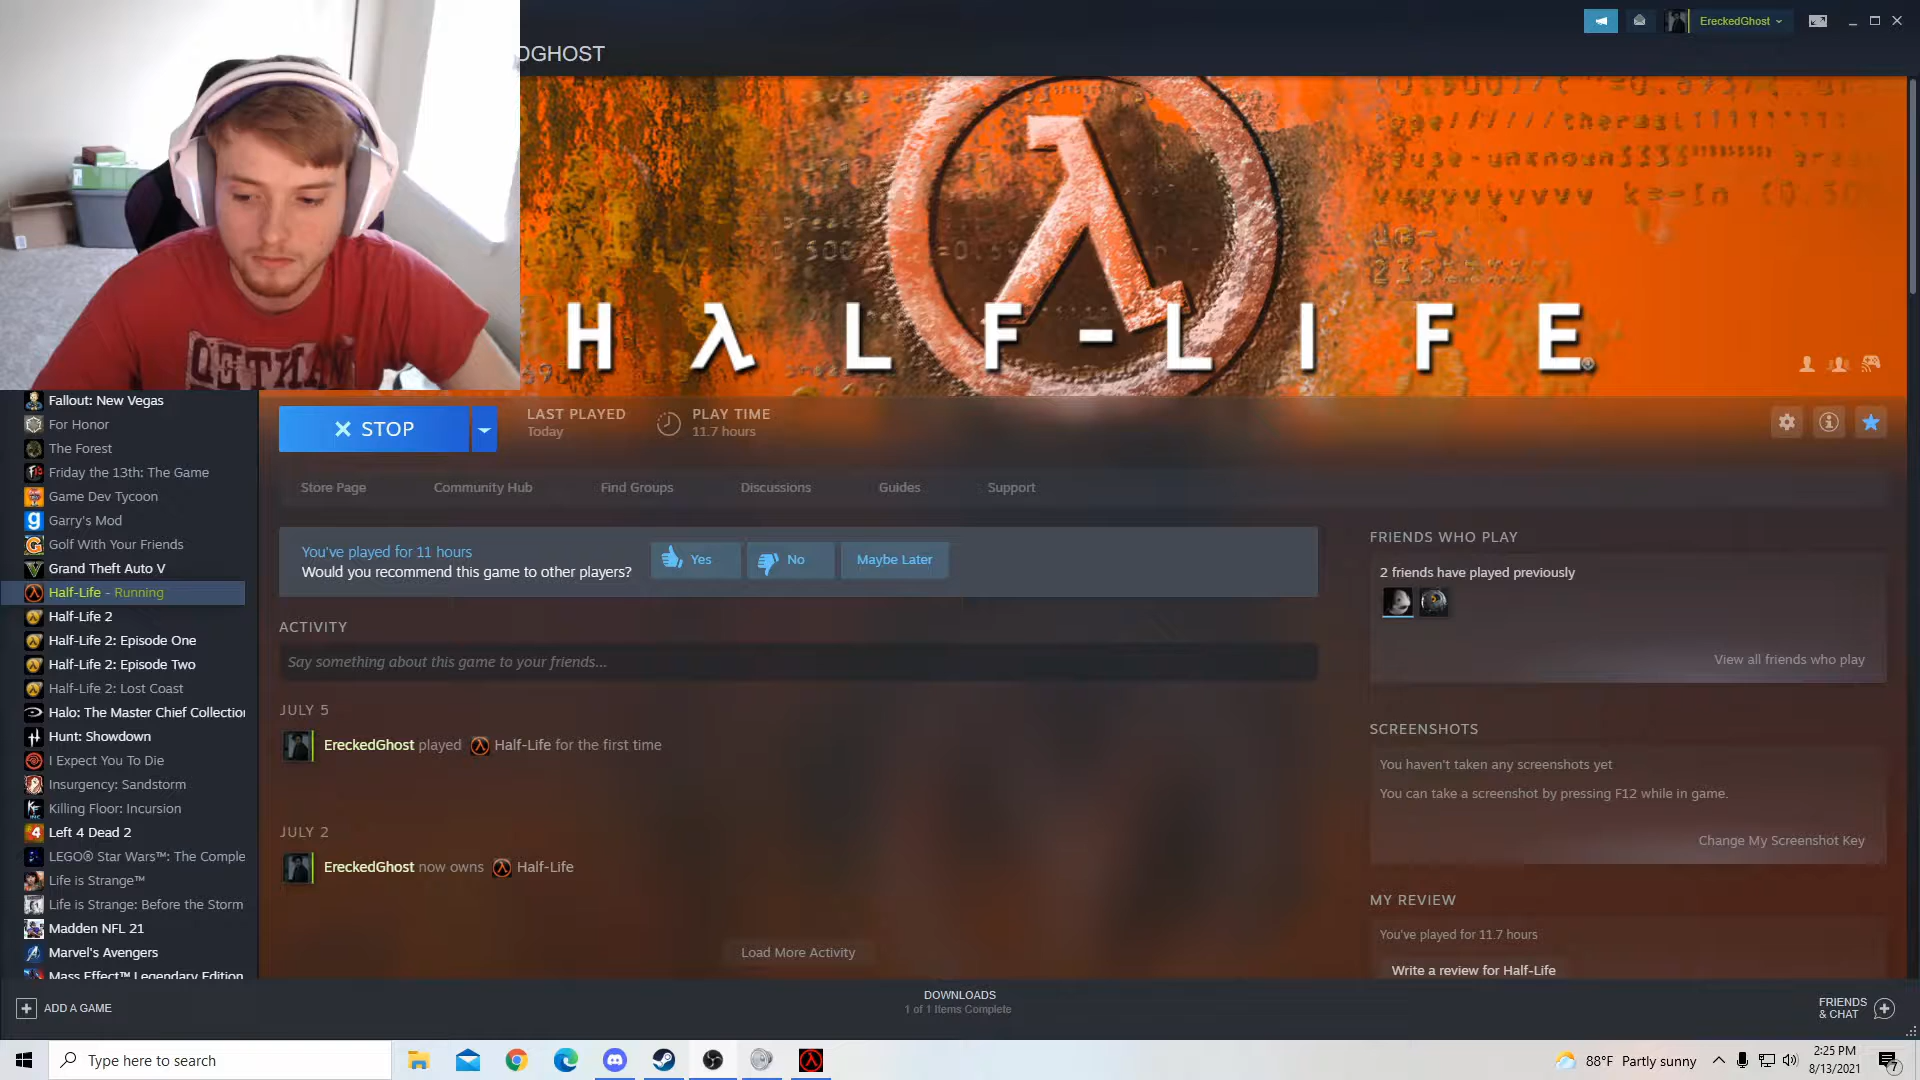 EreckedGhost
DGHOST
HλLF-LIFE
Fallout: New Vegas
For Honor
The Forest
Friday the 13th: The Game
Game Dev Tycoon
Garry's Mod
Golf With Your Friends
Grand Theft Auto V
Half-Life - Running
Half-Life 2
Half-Life 2: Episode One
Half-Life 2: Episode Two
Half-Life 2: Lost Coast
Halo: The Master Chief Collection
Hunt: Showdown
I Expect You To Die
Insurgency: Sandstorm
Killing Floor: Incursion
Left 4 Dead 2
LEGO® Star Wars™: The Comple
Life is Strange™
Life is Strange: Before the Storm
Madden NFL 21
Marvel's Avengers
Mass Effect™ Legendary Edition
STOP
LAST PLAYED
Today
PLAY TIME
11.7 hours
Store Page
Community Hub
Find Groups
Discussions
Guides
Support
You've played for 11 hours
Would you recommend this game to other players?
Yes
No
Maybe Later
ACTIVITY
Say something about this game to your friends...
JULY 5
EreckedGhost played Half-Life for the first time
JULY 2
EreckedGhost now owns Half-Life
Load More Activity
FRIENDS WHO PLAY
2 friends have played previously
View all friends who play
SCREENSHOTS
You haven't taken any screenshots yet
You can take a screenshot by pressing F12 while in game.
Change My Screenshot Key
MY REVIEW
You've played for 11.7 hours
Write a review for Half-Life
ADD A GAME
DOWNLOADS
1 of 1 Items Complete
FRIENDS
& CHAT
Type here to search
88°F Partly sunny
2:25 PM
8/13/2021
7